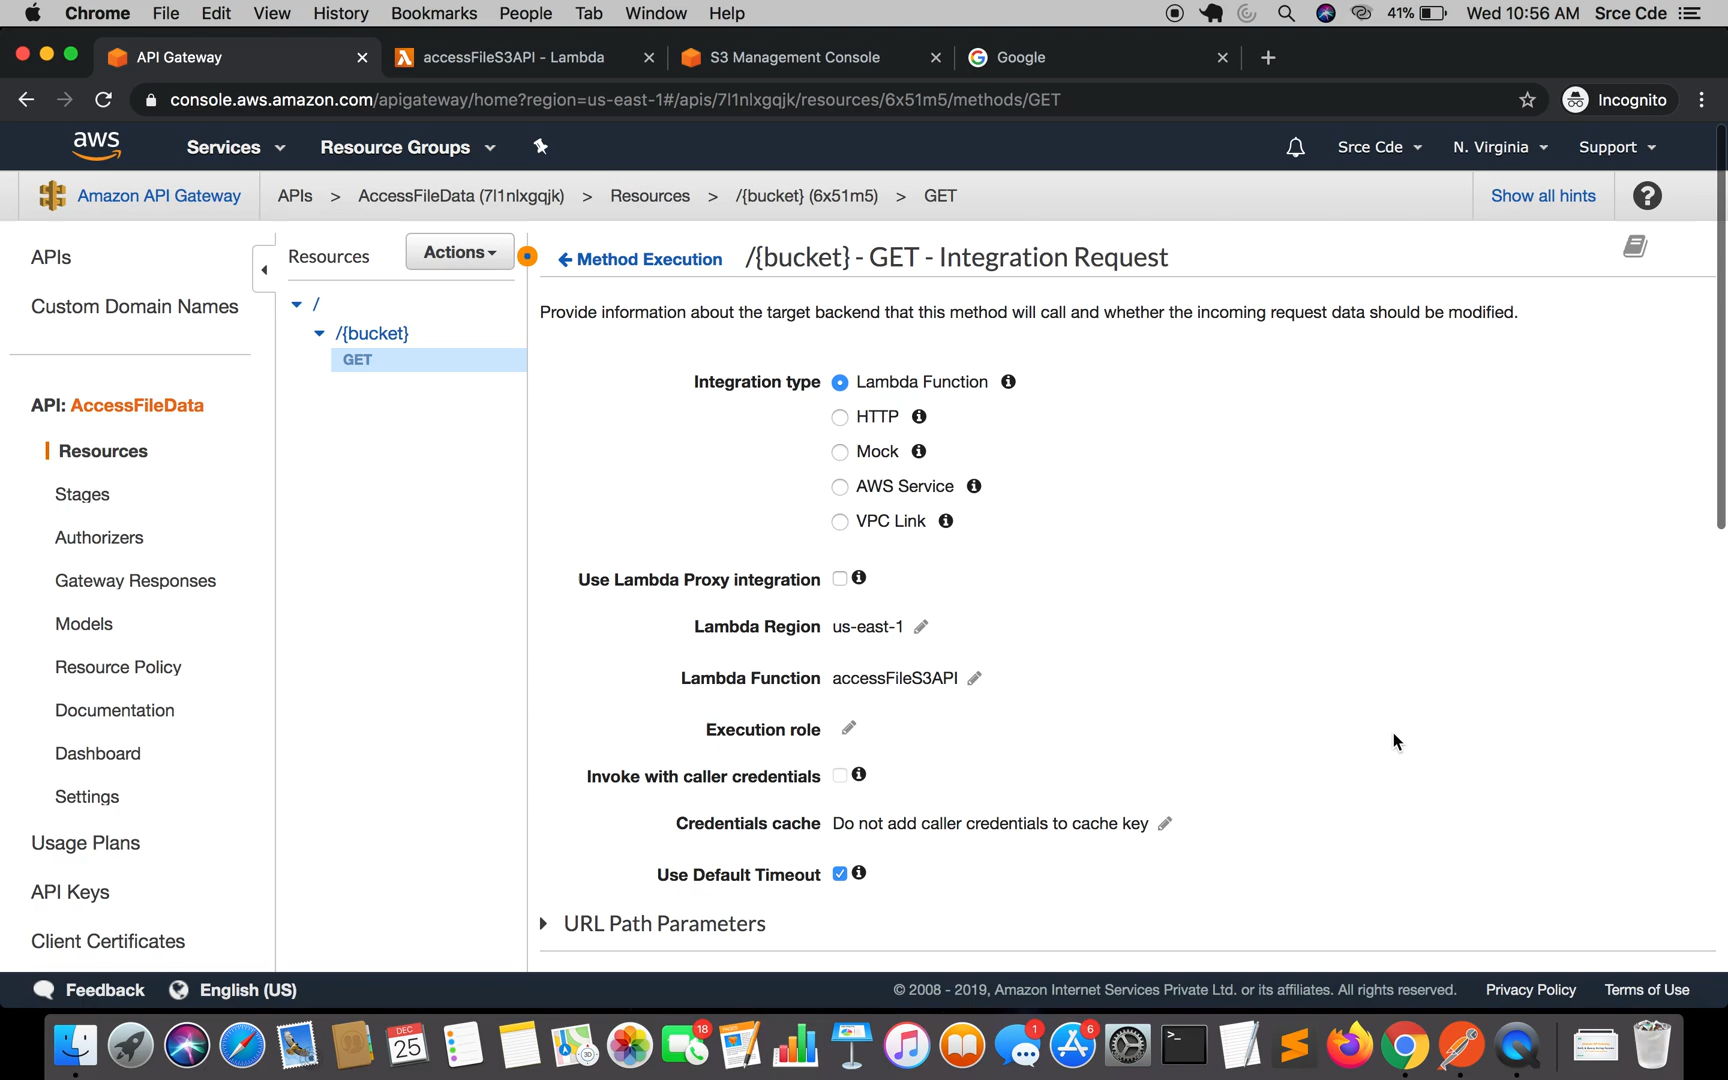 Chrome File Edit View History Bookmarks People Tab Window Help 41% Wed 10:56 AM Srce Cde
API Gateway accessFileS3API - Lambda S3 Management Console Google
console.aws.amazon.com/apigateway/home?region=us-east-1#/apis/7l1nlxgqjk/resources/6x51m5/methods/GET Incognito
aws Services Resource Groups Srce Cde N. Virginia Support
Amazon API Gateway APIs > AccessFileData (7l1nlxgqjk) > Resources > /{bucket} (6x51m5) > GET Show all hints ?
APIs
Custom Domain Names
API: AccessFileData
Resources
Stages
Authorizers
Gateway Responses
Models
Resource Policy
Documentation
Dashboard
Settings
Usage Plans
API Keys
Client Certificates
Resources Actions
/
/{bucket}
GET
Method Execution /{bucket} - GET - Integration Request
Provide information about the target backend that this method will call and whether the incoming request data should be modified.
Integration type Lambda Function
HTTP
Mock
AWS Service
VPC Link
Use Lambda Proxy integration
Lambda Region us-east-1
Lambda Function accessFileS3API
Execution role
Invoke with caller credentials
Credentials cache Do not add caller credentials to cache key
Use Default Timeout
URL Path Parameters
Feedback English (US) © 2008 - 2019, Amazon Internet Services Private Ltd. or its affiliates. All rights reserved. Privacy Policy Terms of Use
DEC 25 18 1 6